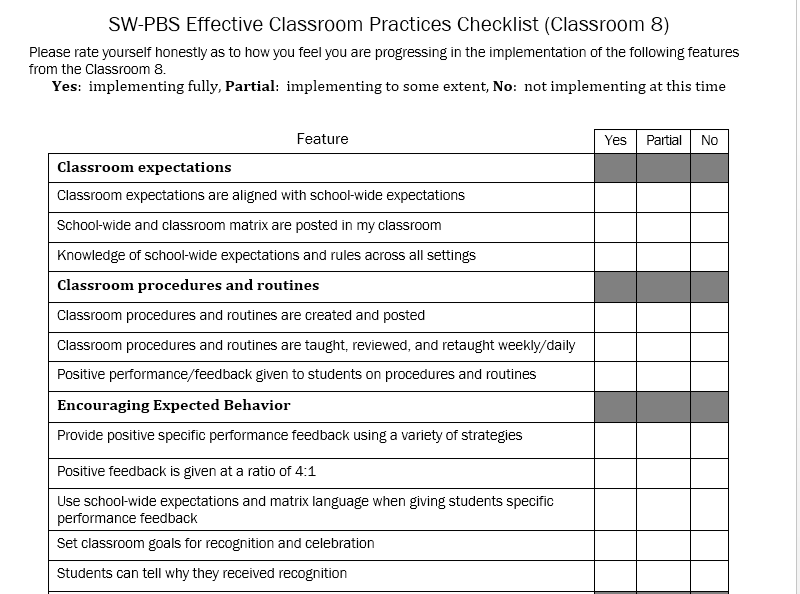 SW-PBS Effective Classroom Practices Checklist (Classroom 8)
Please rate yourself honestly as to how you feel you are progressing in the implementation of the following features
from the Classroom 8.
Yes: implementing fully, Partial: implementing to some extent, No: not implementing at this time
Feature Yes Partial No
Classroom expectations
Classroom expectations are aligned with school-wide expectations
School-wide and classroom matrix are posted in my classroom
Knowledge of school-wide expectations and rules across all settings
Classroom procedures and routines
Classroom procedures and routines are created and posted
Classroom procedures and routines are taught, reviewed, and retaught weekly/daily
Positive performance/feedback given to students on procedures and routines
Encouraging Expected Behavior
Provide positive specific performance feedback using a variety of strategies
Positive feedback is given at a ratio of 4:1
Use school-wide expectations and matrix language when giving students specific
performance feedback
Set classroom goals for recognition and celebration
Students can tell why they received recognition